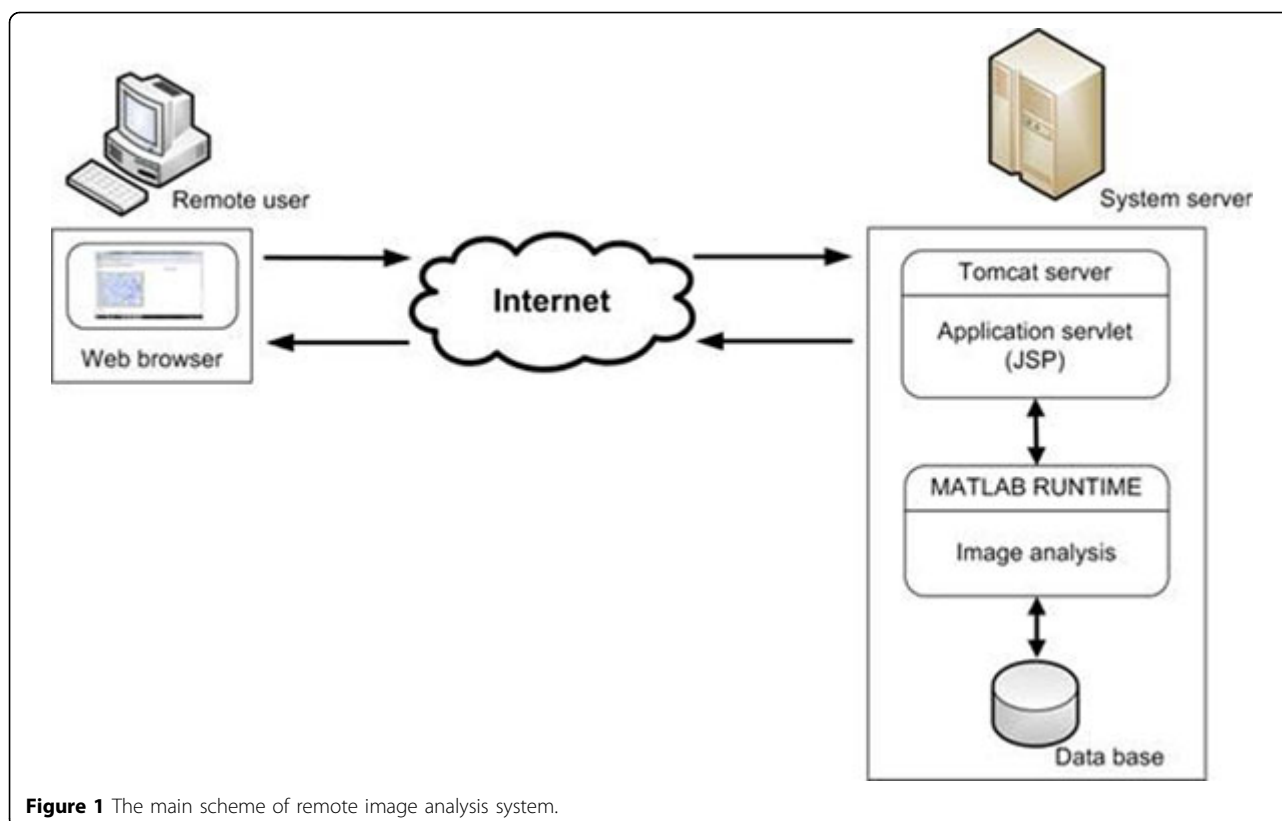 Remote user
System server
Web browser
Internet
Tomcat server
Application servlet
(JSP)
MATLAB RUNTIME
Image analysis
Data base
Figure 1 The main scheme of remote image analysis system.